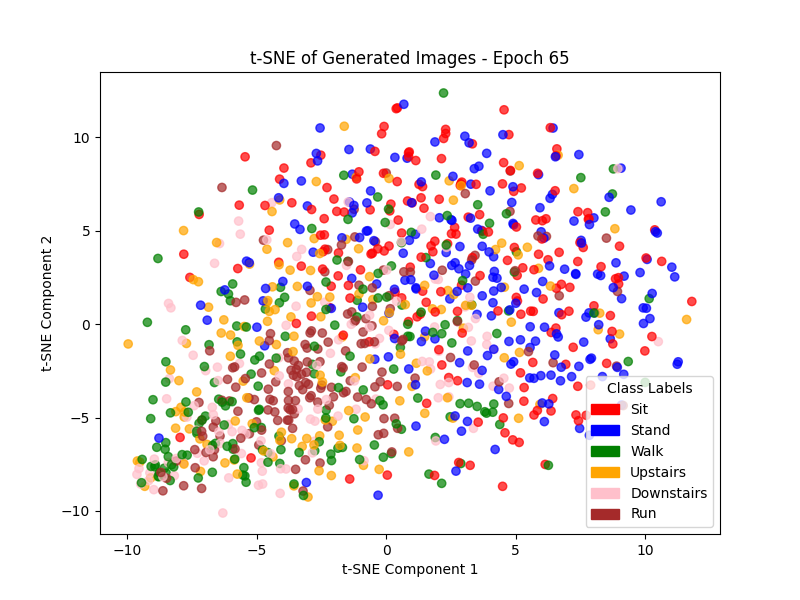 t-SNE of Generated Images - Epoch 65
10
5
0
−5
−10
t-SNE Component 2
−10
−5
0
5
10
t-SNE Component 1
Class Labels
Sit
Stand
Walk
Upstairs
Downstairs
Run